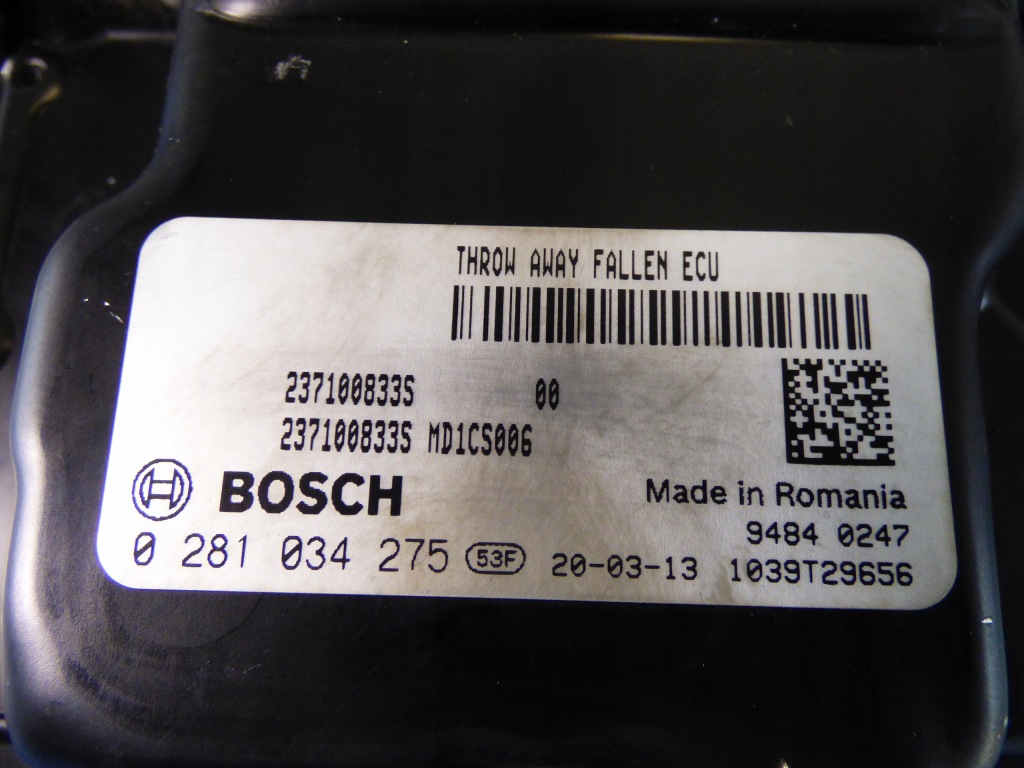 THROW AWAY FALLEN ECU
237100833S 00
237100833S MD1CS006
BOSCH
Made in Romania
9484 0247
0 281 034 275 53F 20-03-13 1039T29656